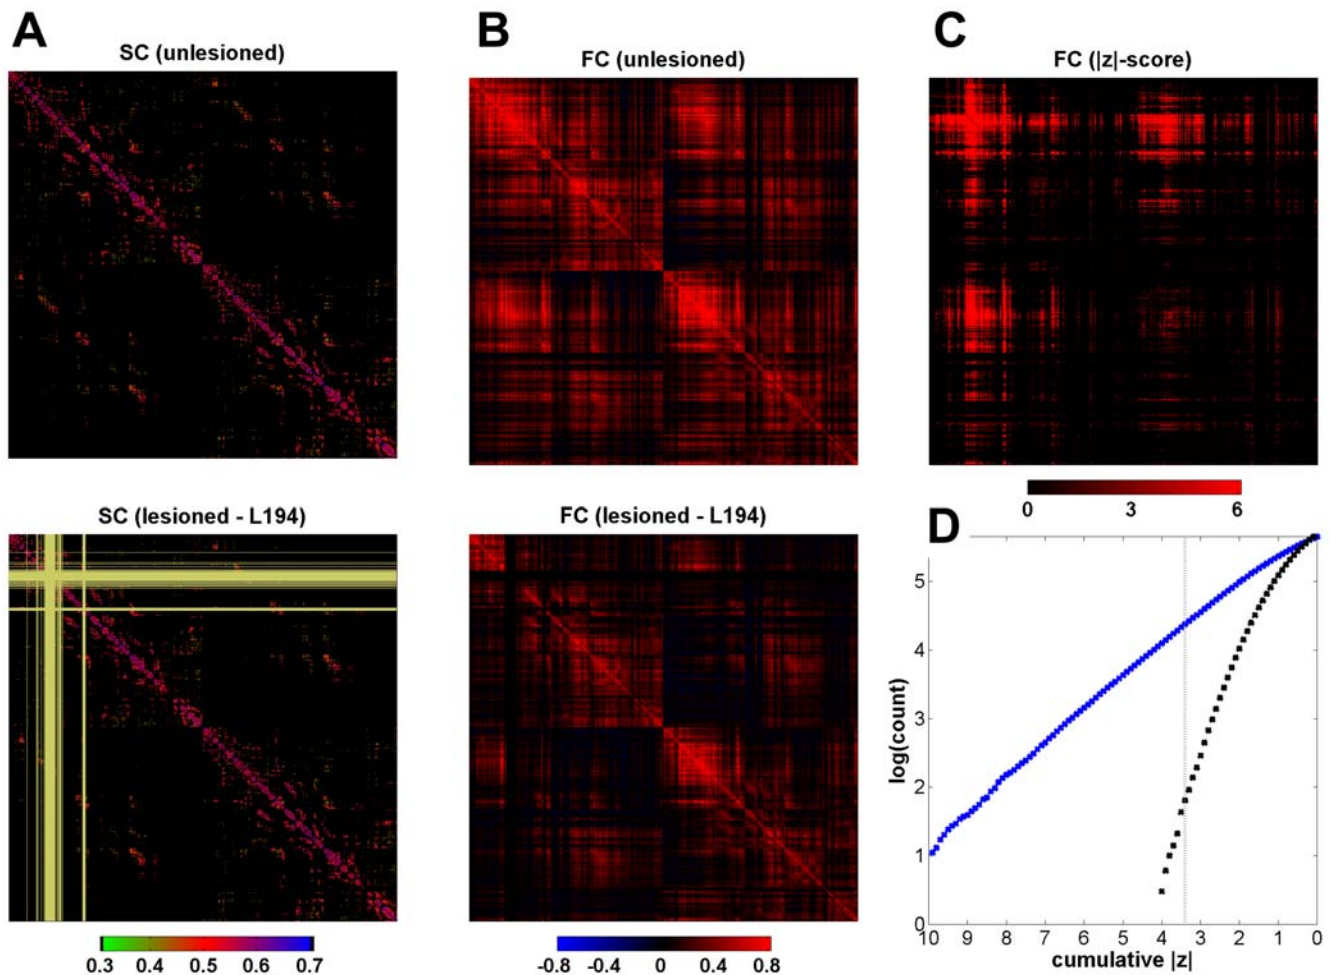 A
B
C
SC (unlesioned)
FC (unlesioned)
FC (|z|-score)
SC (lesioned - L194)
FC (lesioned - L194)
0 3 6
D
5
4
3
2
1
0
log(count)
10 9 8 7 6 5 4 3 2 1 0
cumulative |z|
0.3 0.4 0.5 0.6 0.7
-0.8 -0.4 0 0.4 0.8